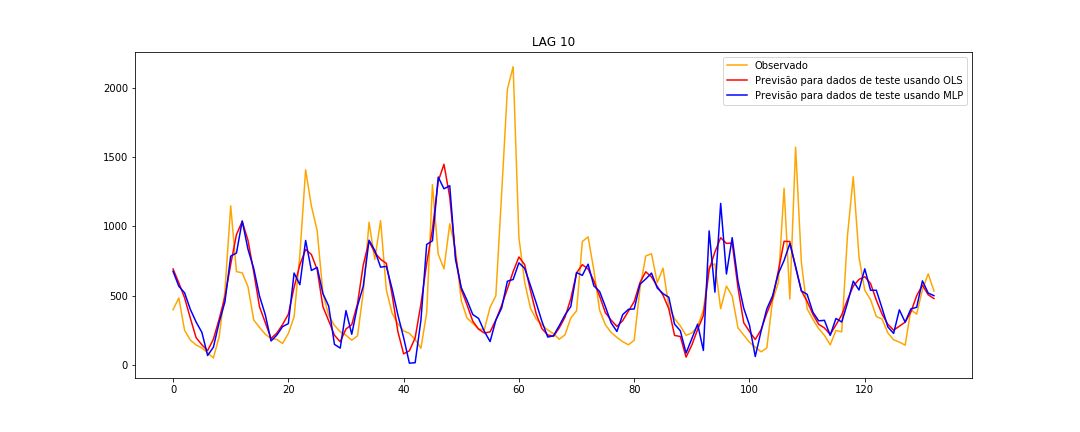 LAG 10
Observado
Previsão para dados de teste usando OLS
Previsão para dados de teste usando MLP
2000
1500
1000
500
0
0 20 40 60 80 100 120